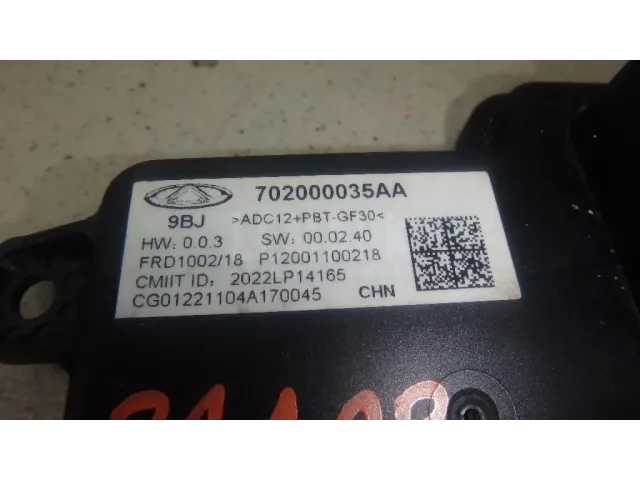 702000035AA
9BJ >ADC12+PBT-GF30<
HW: 0.0.3 SW: 00.02.40
FRD1002/18 P12001100218
CMIIT ID: 2022LP14165
CG01221104A170045 CHN